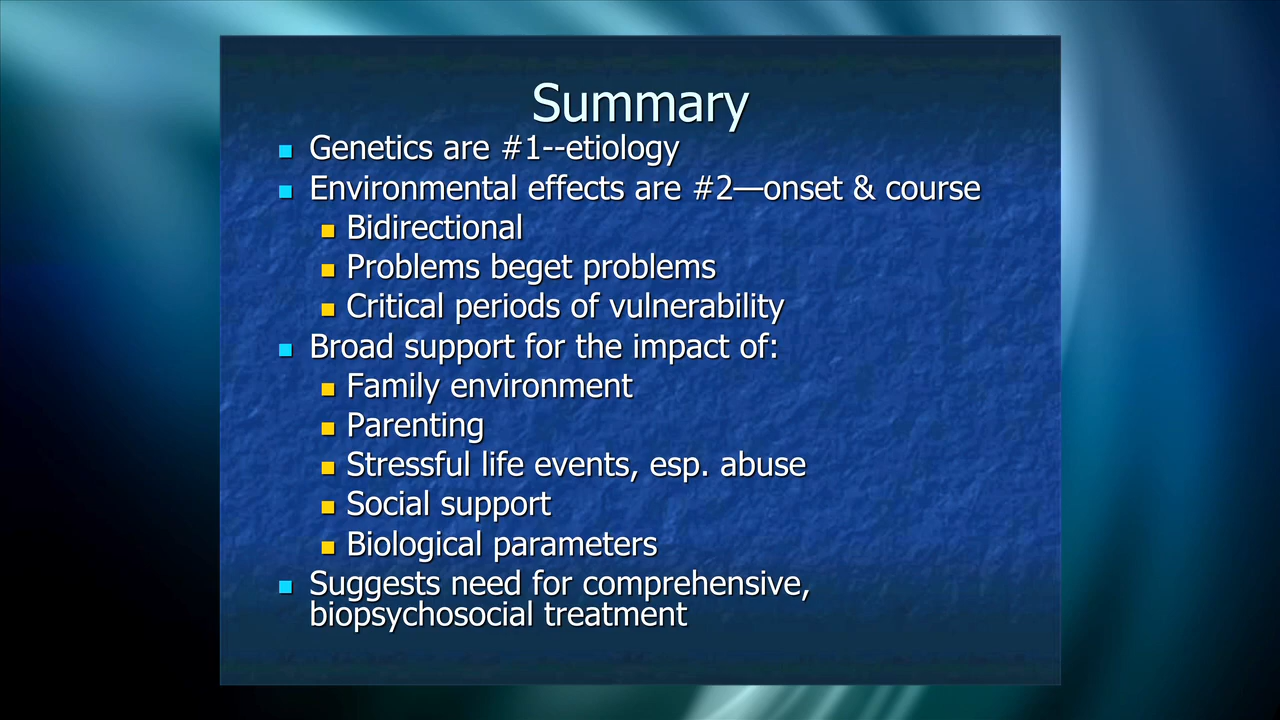 Summary
Genetics are #1--etiology
Environmental effects are #2—onset & course
Bidirectional
Problems beget problems
Critical periods of vulnerability
Broad support for the impact of:
Family environment
Parenting
Stressful life events, esp. abuse
Social support
Biological parameters
Suggests need for comprehensive,
biopsychosocial treatment